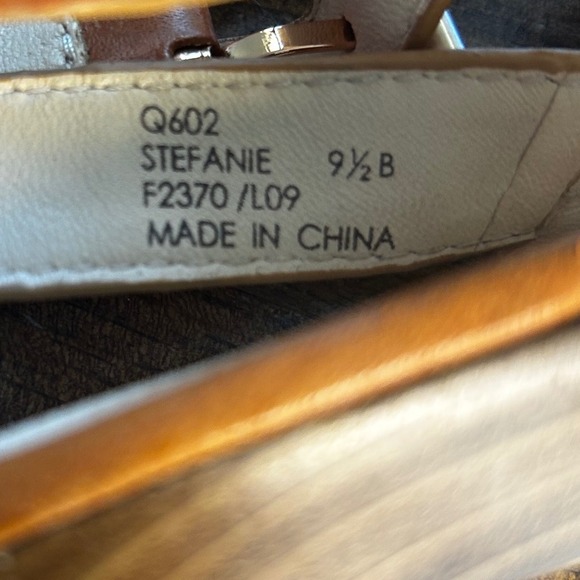 Q602
STEFANIE 9½ B
F2370 /L09
MADE IN CHINA